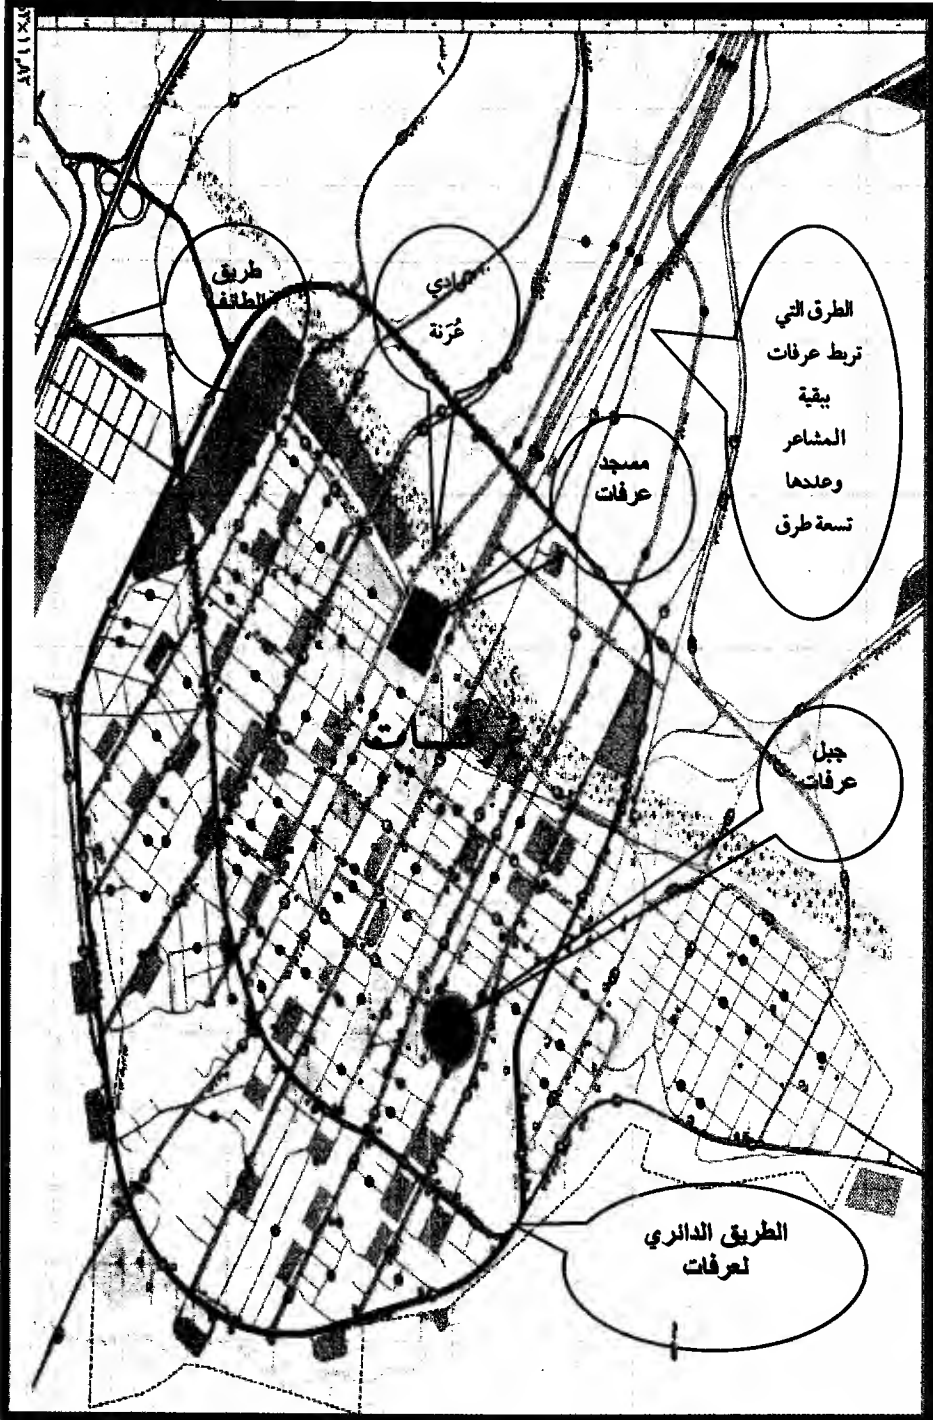 طريق
الطائف
وادي
عُرَنة
الطرق التي
تربط عرفات
ببقية
المشاعر
وعددها
تسعة طرق
مسجد
عرفات
عرفات
جبل
عرفات
الطريق الدائري
لعرفات